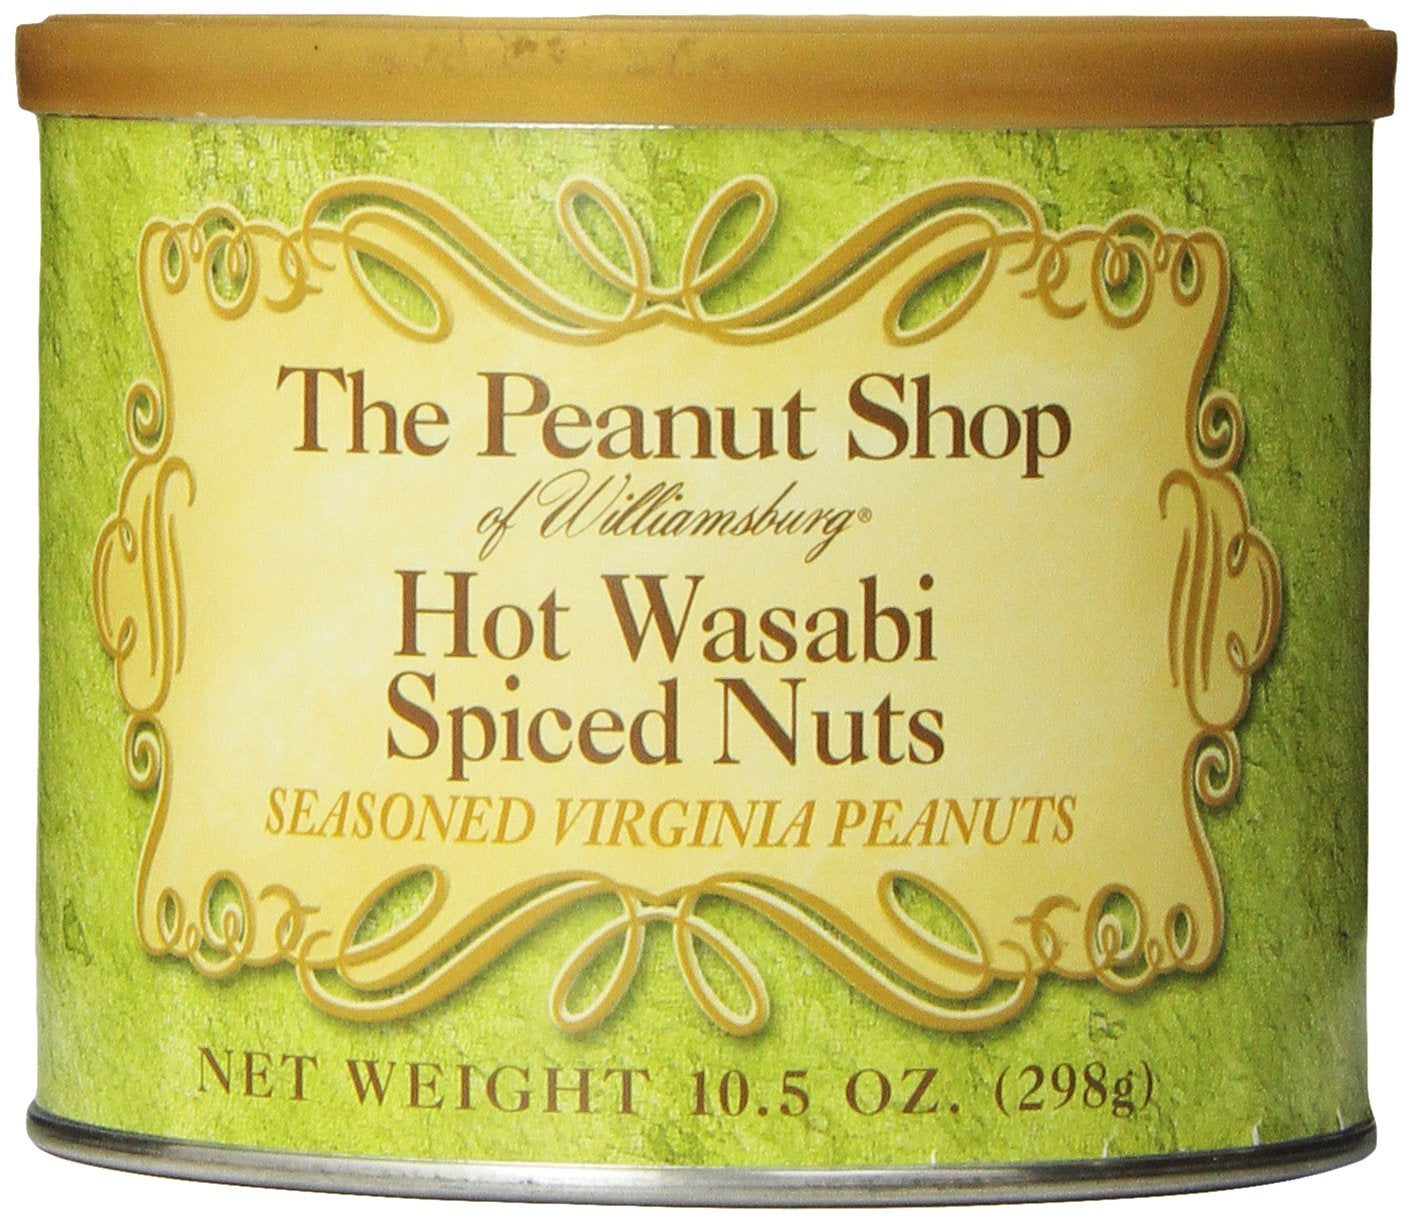 The Peanut Shop
of Williamsburg®
Hot Wasabi
Spiced Nuts
SEASONED VIRGINIA PEANUTS
NET WEIGHT 10.5 OZ. (298g)